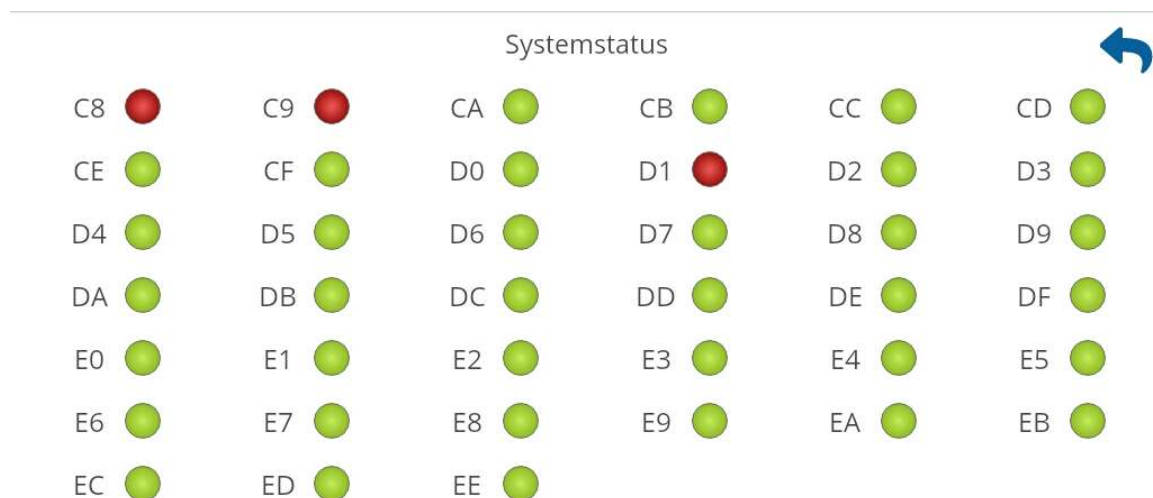 Systemstatus
C8 C9 CA CB CC CD
CE CF D0 D1 D2 D3
D4 D5 D6 D7 D8 D9
DA DB DC DD DE DF
E0 E1 E2 E3 E4 E5
E6 E7 E8 E9 EA EB
EC ED EE